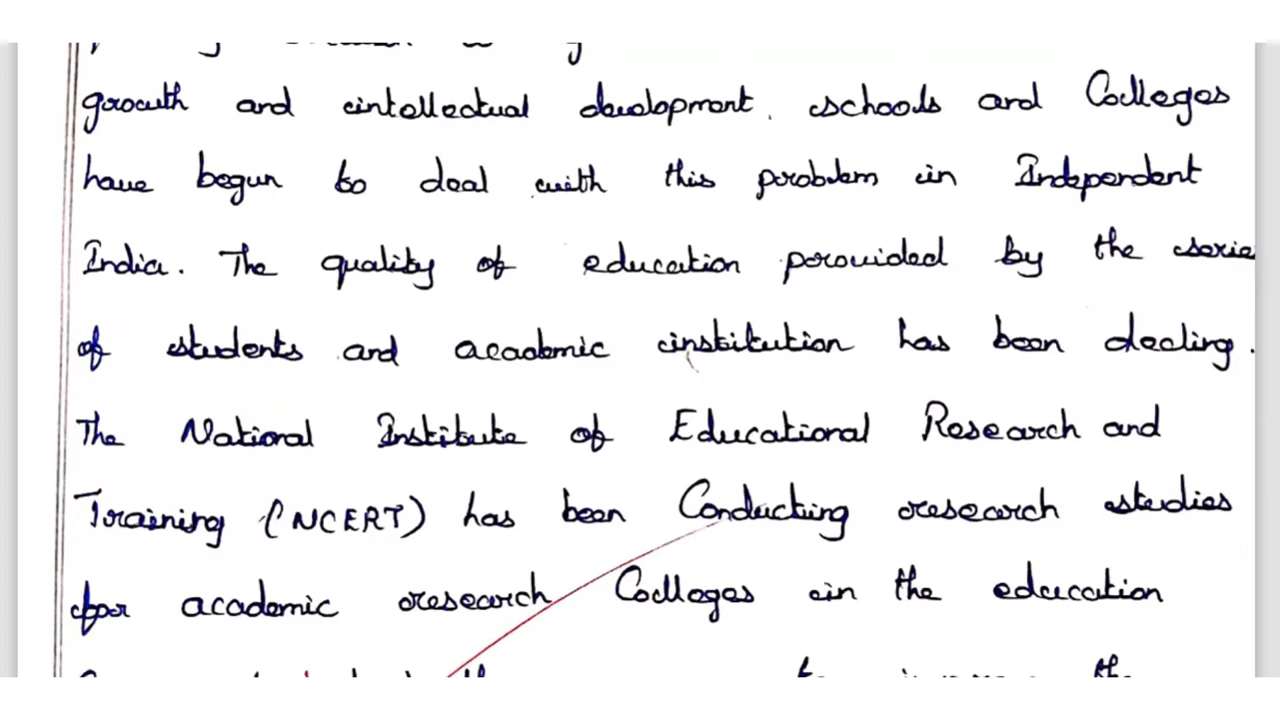 growth and intellectual development. schools and Colleges
have begun to deal with this problem in Independent
India. The quality of education provided by the serie
of students and academic institution has been decling.
The National Institute of Educational Research and
Training (NCERT) has been Conducting research studies
for academic research Colleges in the education
the